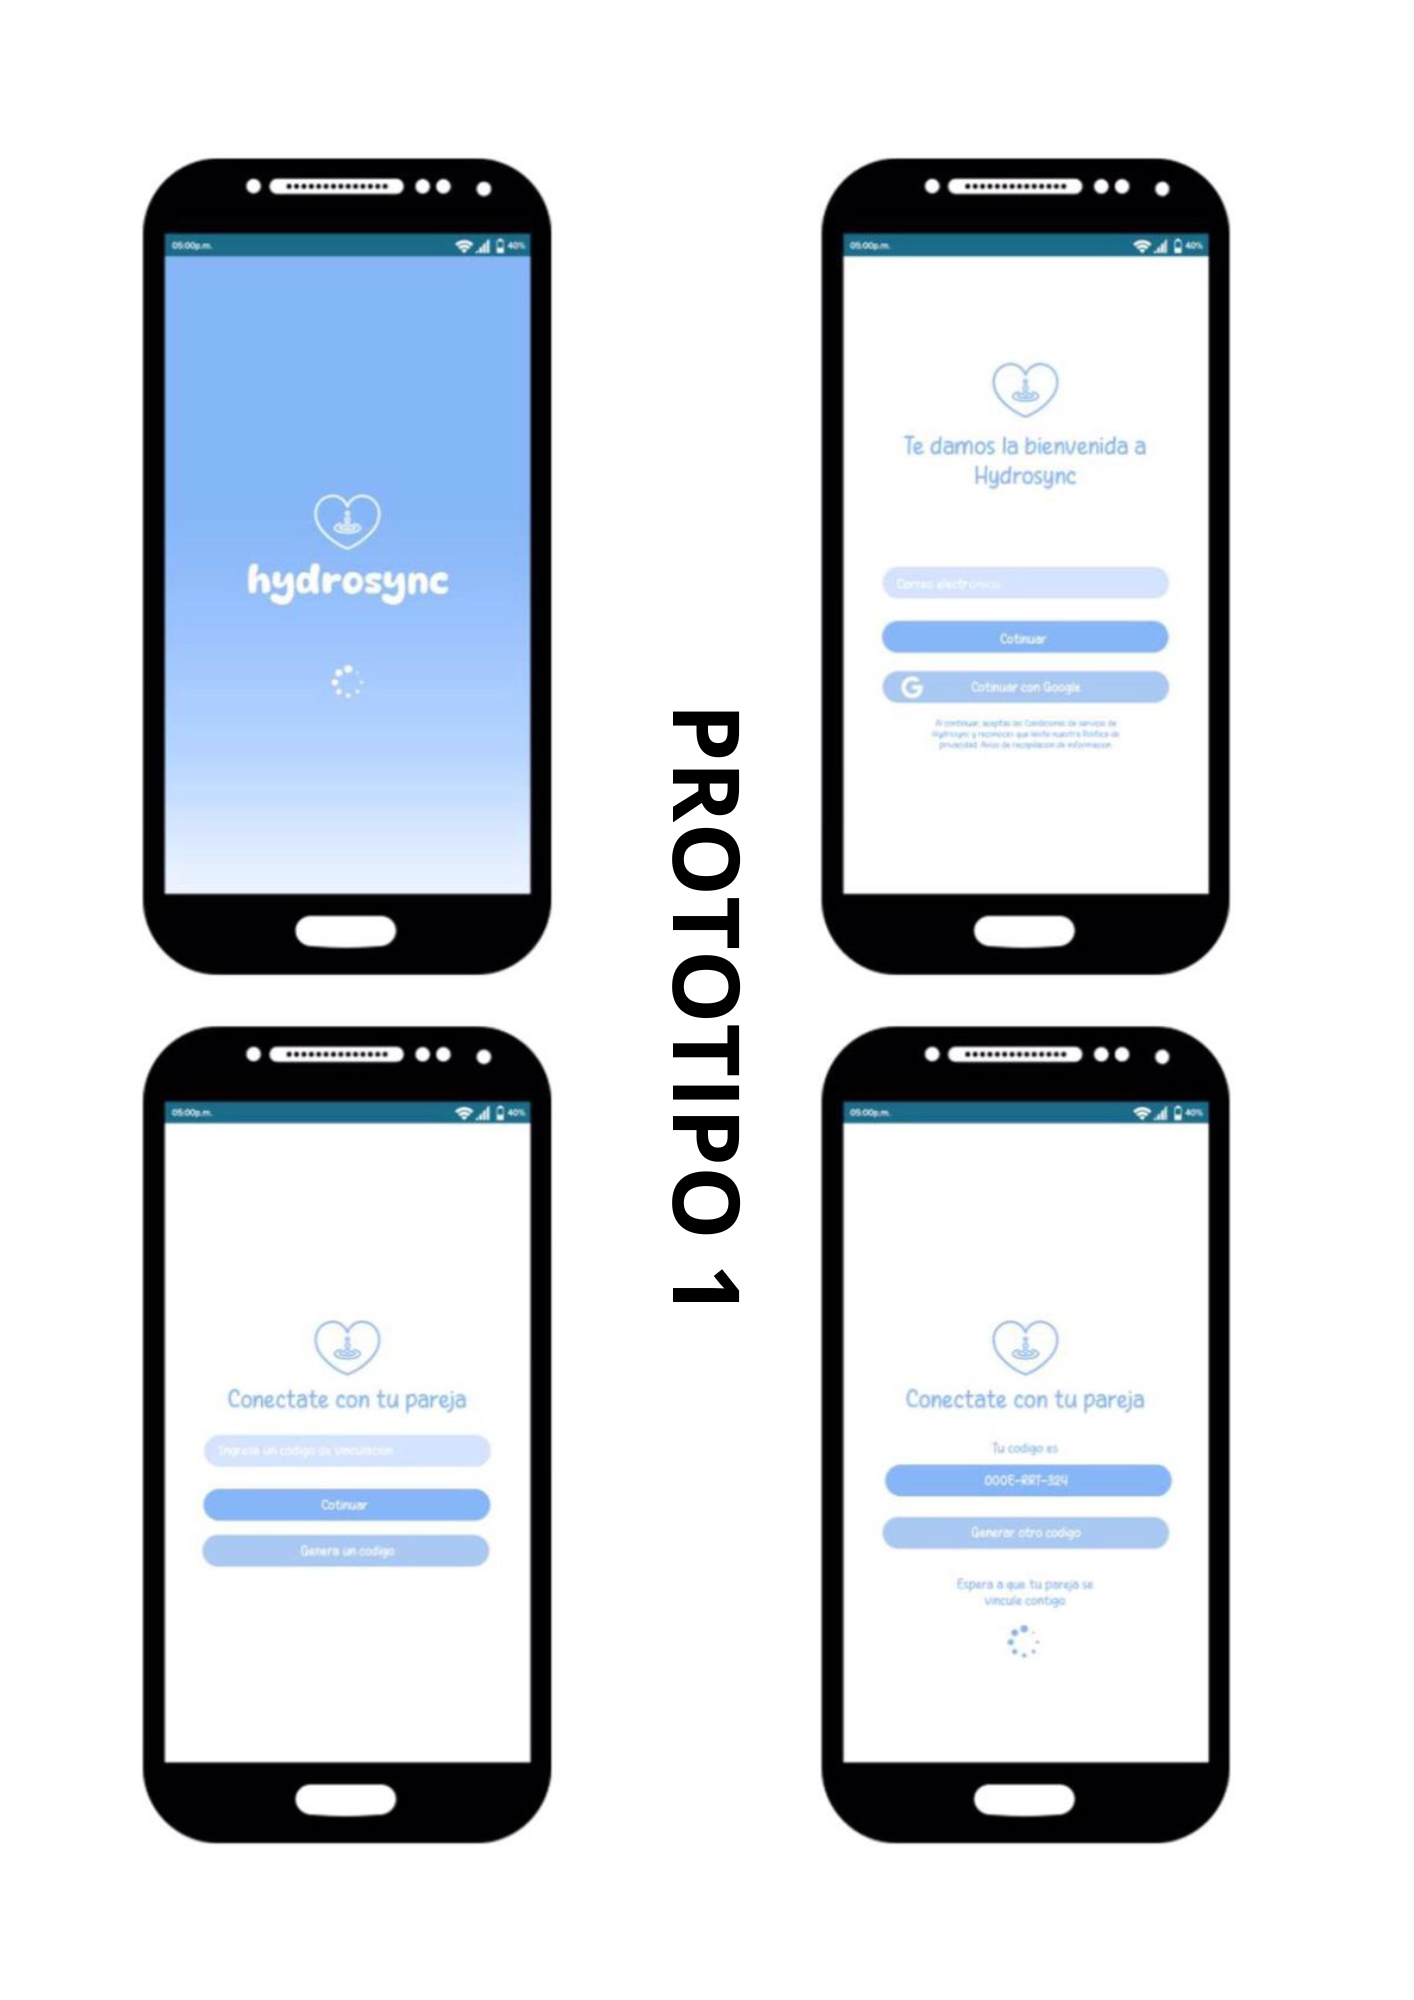 05:00p.m.
40%
hydrosync
05:00p.m.
40%
Te damos la bienvenida a
Hydrosync
Correo electronico
Cotinuar
G
Cotinuar con Google
Al continuar, aceptas las Condiciones de servicio de
Hydrosync y reconoces que leiste nuestra Politica de
privacidad. Aviso de recopilacion de informacion
PROTOTIPO 1
05:00p.m.
40%
Conectate con tu pareja
Ingresa un codigo de vinculacion
Cotinuar
Genera un codigo
05:00p.m.
40%
Conectate con tu pareja
Tu codigo es
000E-RRT-324
Generar otro codigo
Espera a que tu pareja se
vincule contigo